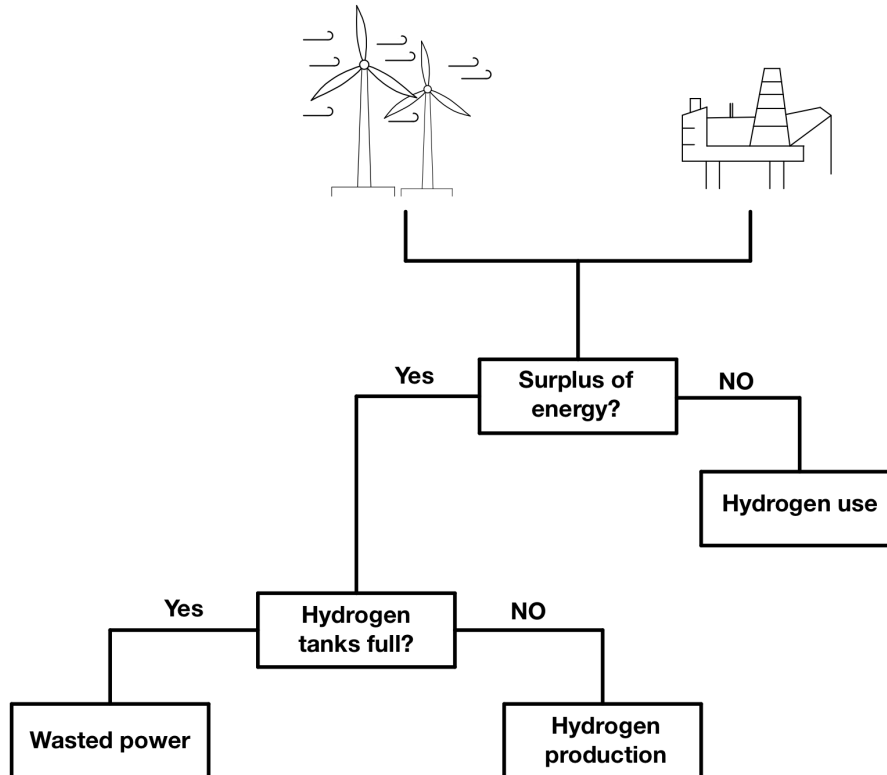 Yes
Surplus of
energy?
NO
Hydrogen use
Yes
Hydrogen
tanks full?
NO
Wasted power
Hydrogen
production